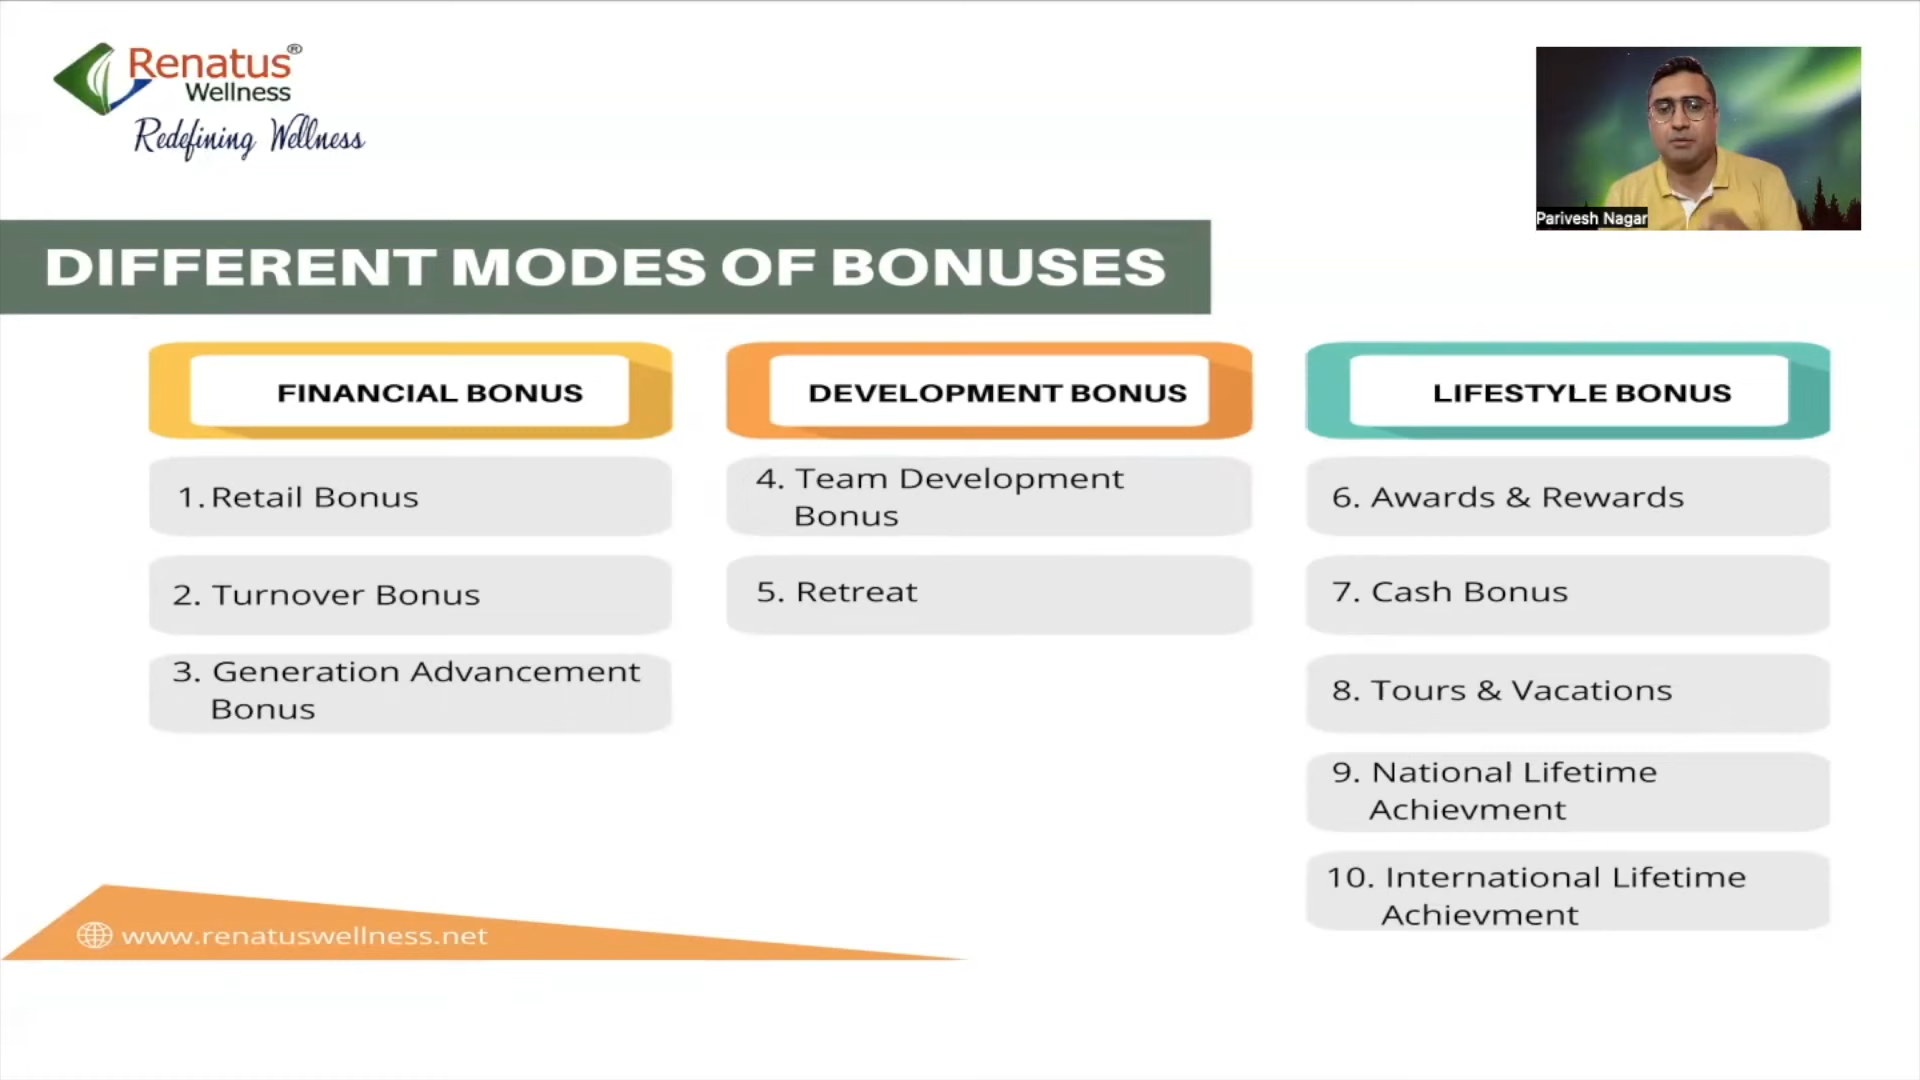 Renatus®
Wellness
Redefining Wellness
Parivesh Nagar
DIFFERENT MODES OF BONUSES
FINANCIAL BONUS
1. Retail Bonus
2. Turnover Bonus
3. Generation Advancement
Bonus
DEVELOPMENT BONUS
4. Team Development
Bonus
5. Retreat
LIFESTYLE BONUS
6. Awards & Rewards
7. Cash Bonus
8. Tours & Vacations
9. National Lifetime
Achievment
10. International Lifetime
Achievment
www.renatuswellness.net